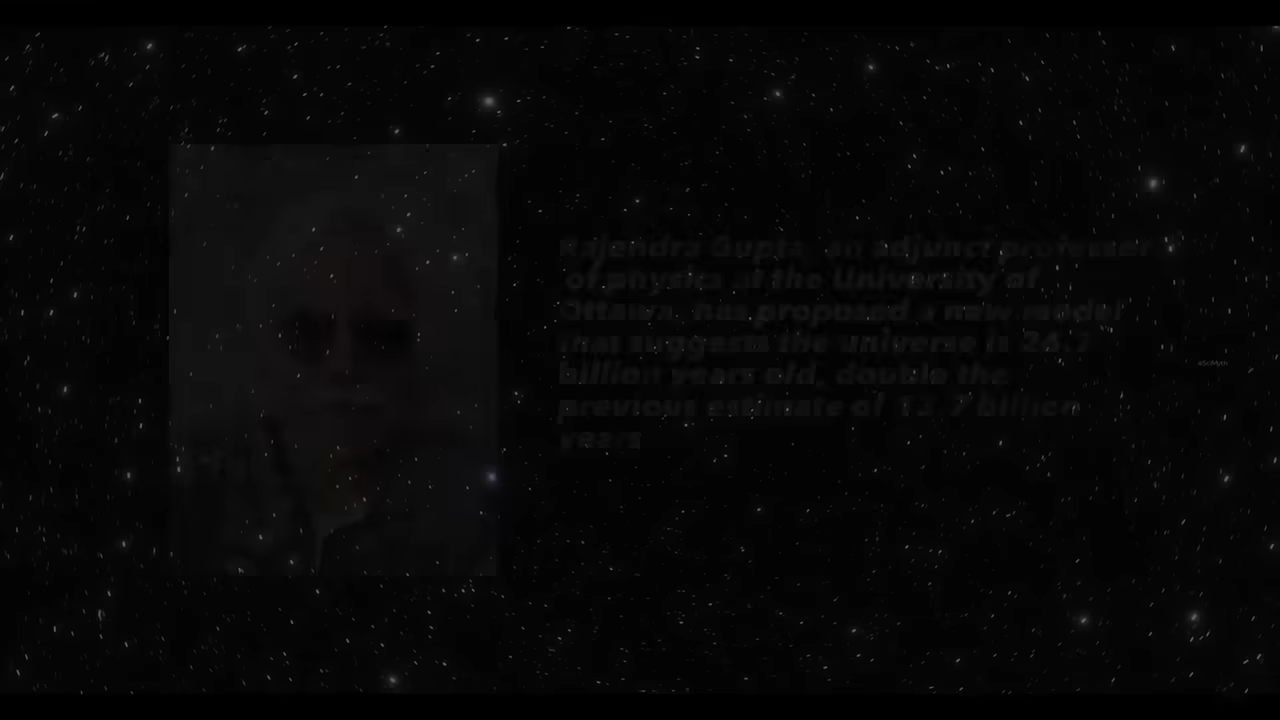 Rajendra Gupta, an adjunct professor
of physics at the University of
Ottawa, has proposed a new model
that suggests the universe is 26.7
billion years old, double the
previous estimate of 13.7 billion
years